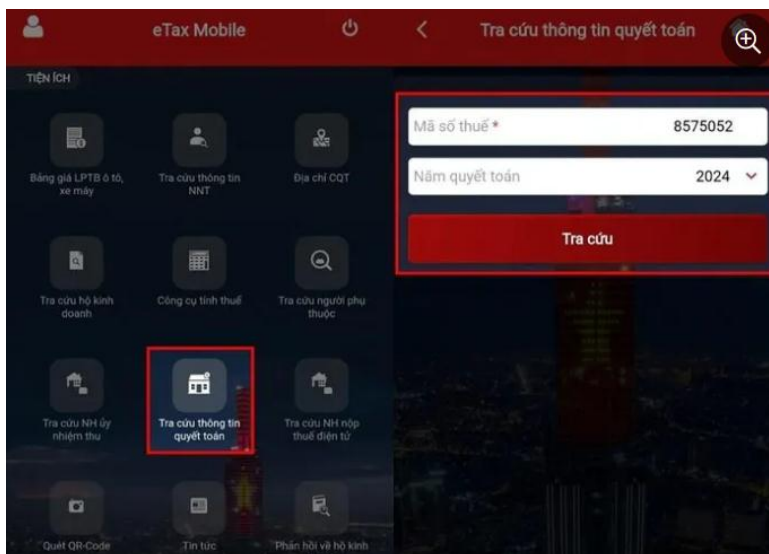 eTax Mobile
TIỆN ÍCH
Bảng giá LPTB ô tô,
xe máy
Tra cứu thông tin
NNT
Địa chỉ CQT
Tra cứu hộ kinh
doanh
Công cụ tính thuế
Tra cứu người phụ
thuộc
Tra cứu NH ủy
nhiệm thu
Tra cứu thông tin
quyết toán
Tra cứu NH nộp
thuế điện tử
Quét QR-Code
Tin tức
Phản hồi về hộ kinh
Tra cứu thông tin quyết toán
Mã số thuế *
8575052
Năm quyết toán
2024
Tra cứu